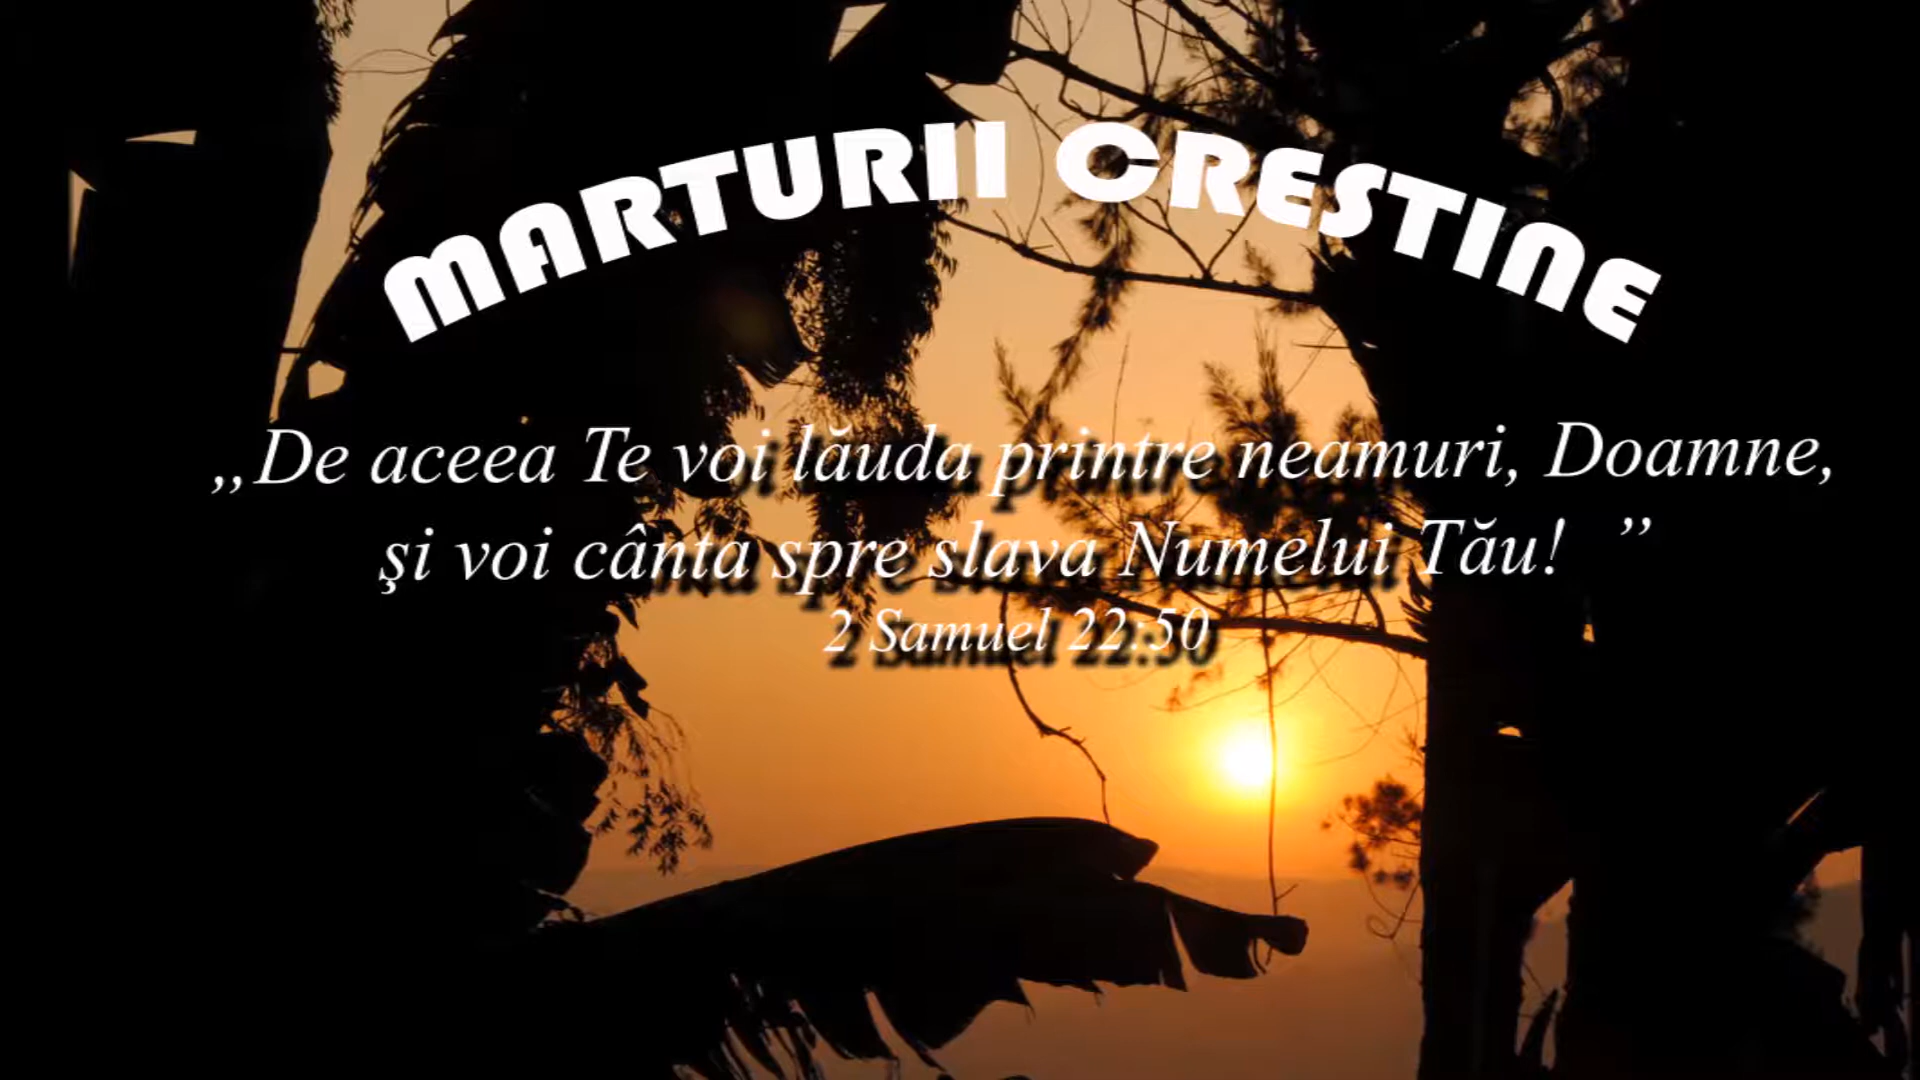 MARTURII CRESTINE
„De aceea Te voi lăuda printre neamuri, Doamne,
şi voi cânta spre slava Numelui Tău! ”
2 Samuel 22:50